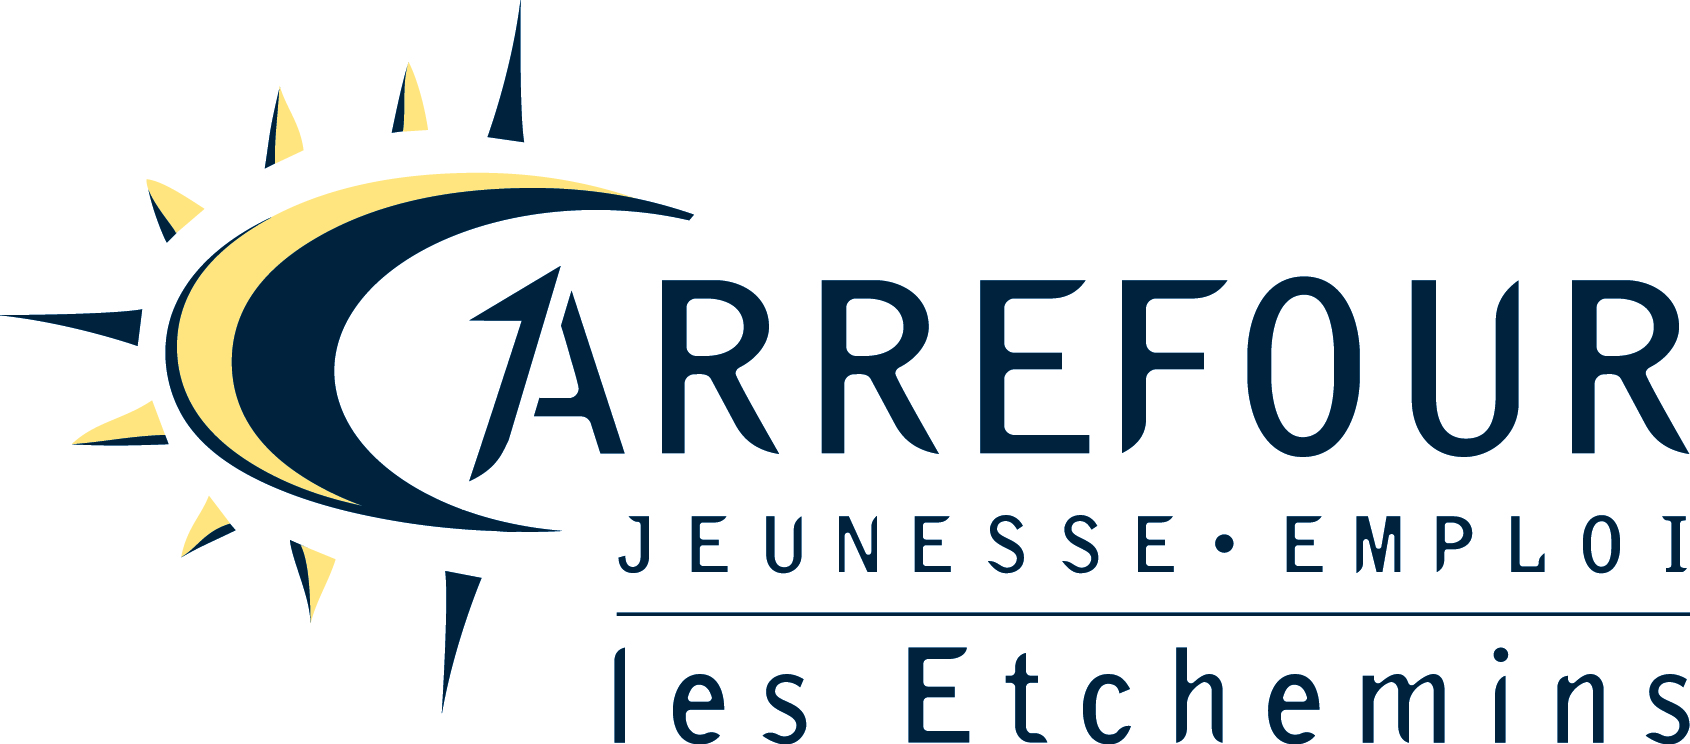 CARREFOUR
JEUNESSE • EMPLOI
les Etchemins